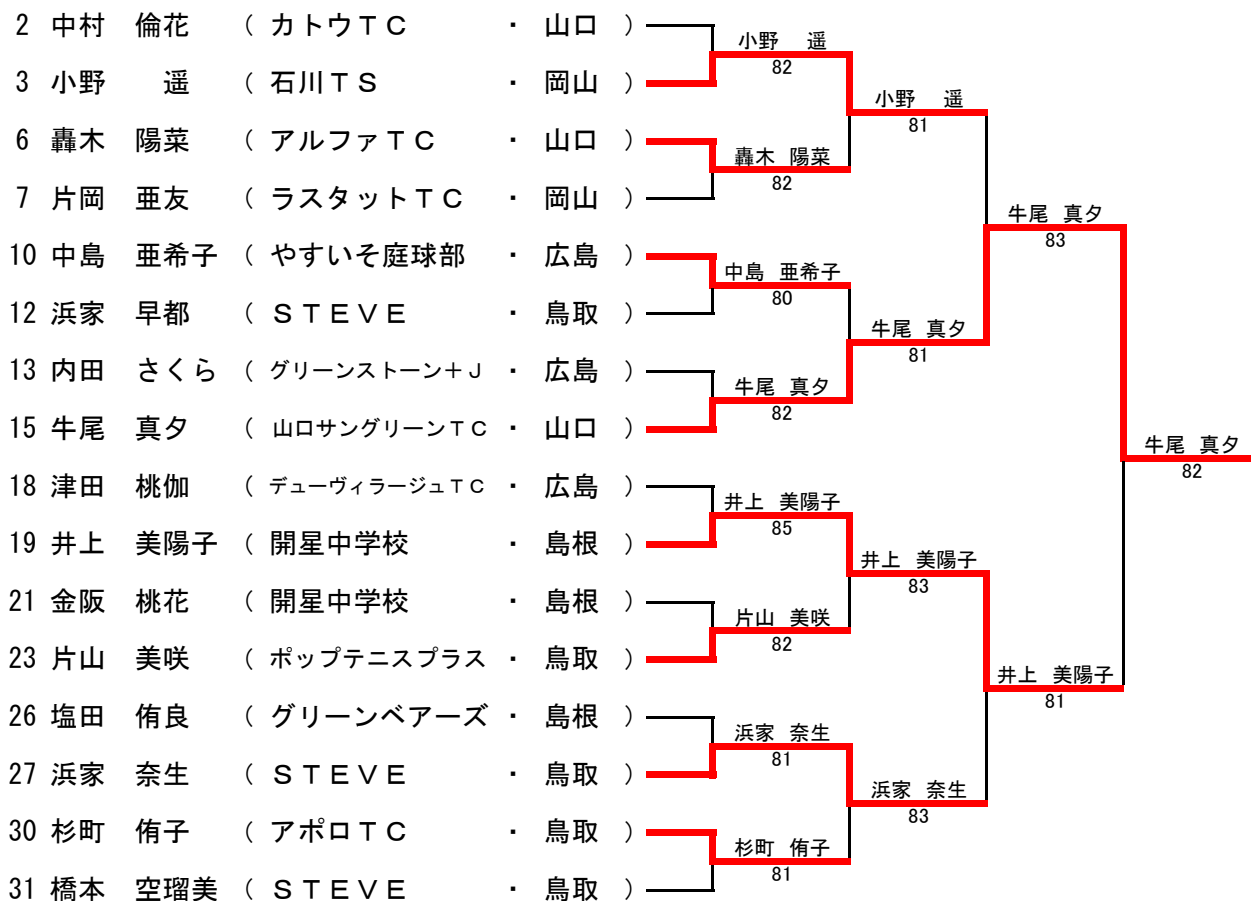 2 中村 倫花 ( カトウTC ・ 山口 )
3 小野 遥 ( 石川TS ・ 岡山 )
6 轟木 陽菜 ( アルファTC ・ 山口 )
7 片岡 亜友 ( ラスタットTC ・ 岡山 )
10 中島 亜希子 ( やすいそ庭球部 ・ 広島 )
12 浜家 早都 ( STEVE ・ 鳥取 )
13 内田 さくら ( グリーンストーン+J ・ 広島 )
15 牛尾 真夕 ( 山口サングリーンTC ・ 山口 )
18 津田 桃伽 ( デューヴィラージュTC ・ 広島 )
19 井上 美陽子 ( 開星中学校 ・ 島根 )
21 金阪 桃花 ( 開星中学校 ・ 島根 )
23 片山 美咲 ( ポップテニスプラス ・ 鳥取 )
26 塩田 侑良 ( グリーンベアーズ ・ 島根 )
27 浜家 奈生 ( STEVE ・ 鳥取 )
30 杉町 侑子 ( アポロTC ・ 鳥取 )
31 橋本 空瑠美 ( STEVE ・ 鳥取 )
小野 遥
82
轟木 陽菜
82
中島 亜希子
80
牛尾 真夕
82
井上 美陽子
85
片山 美咲
82
浜家 奈生
81
杉町 侑子
81
小野 遥
81
牛尾 真夕
81
井上 美陽子
83
浜家 奈生
83
牛尾 真夕
83
井上 美陽子
81
牛尾 真夕
82